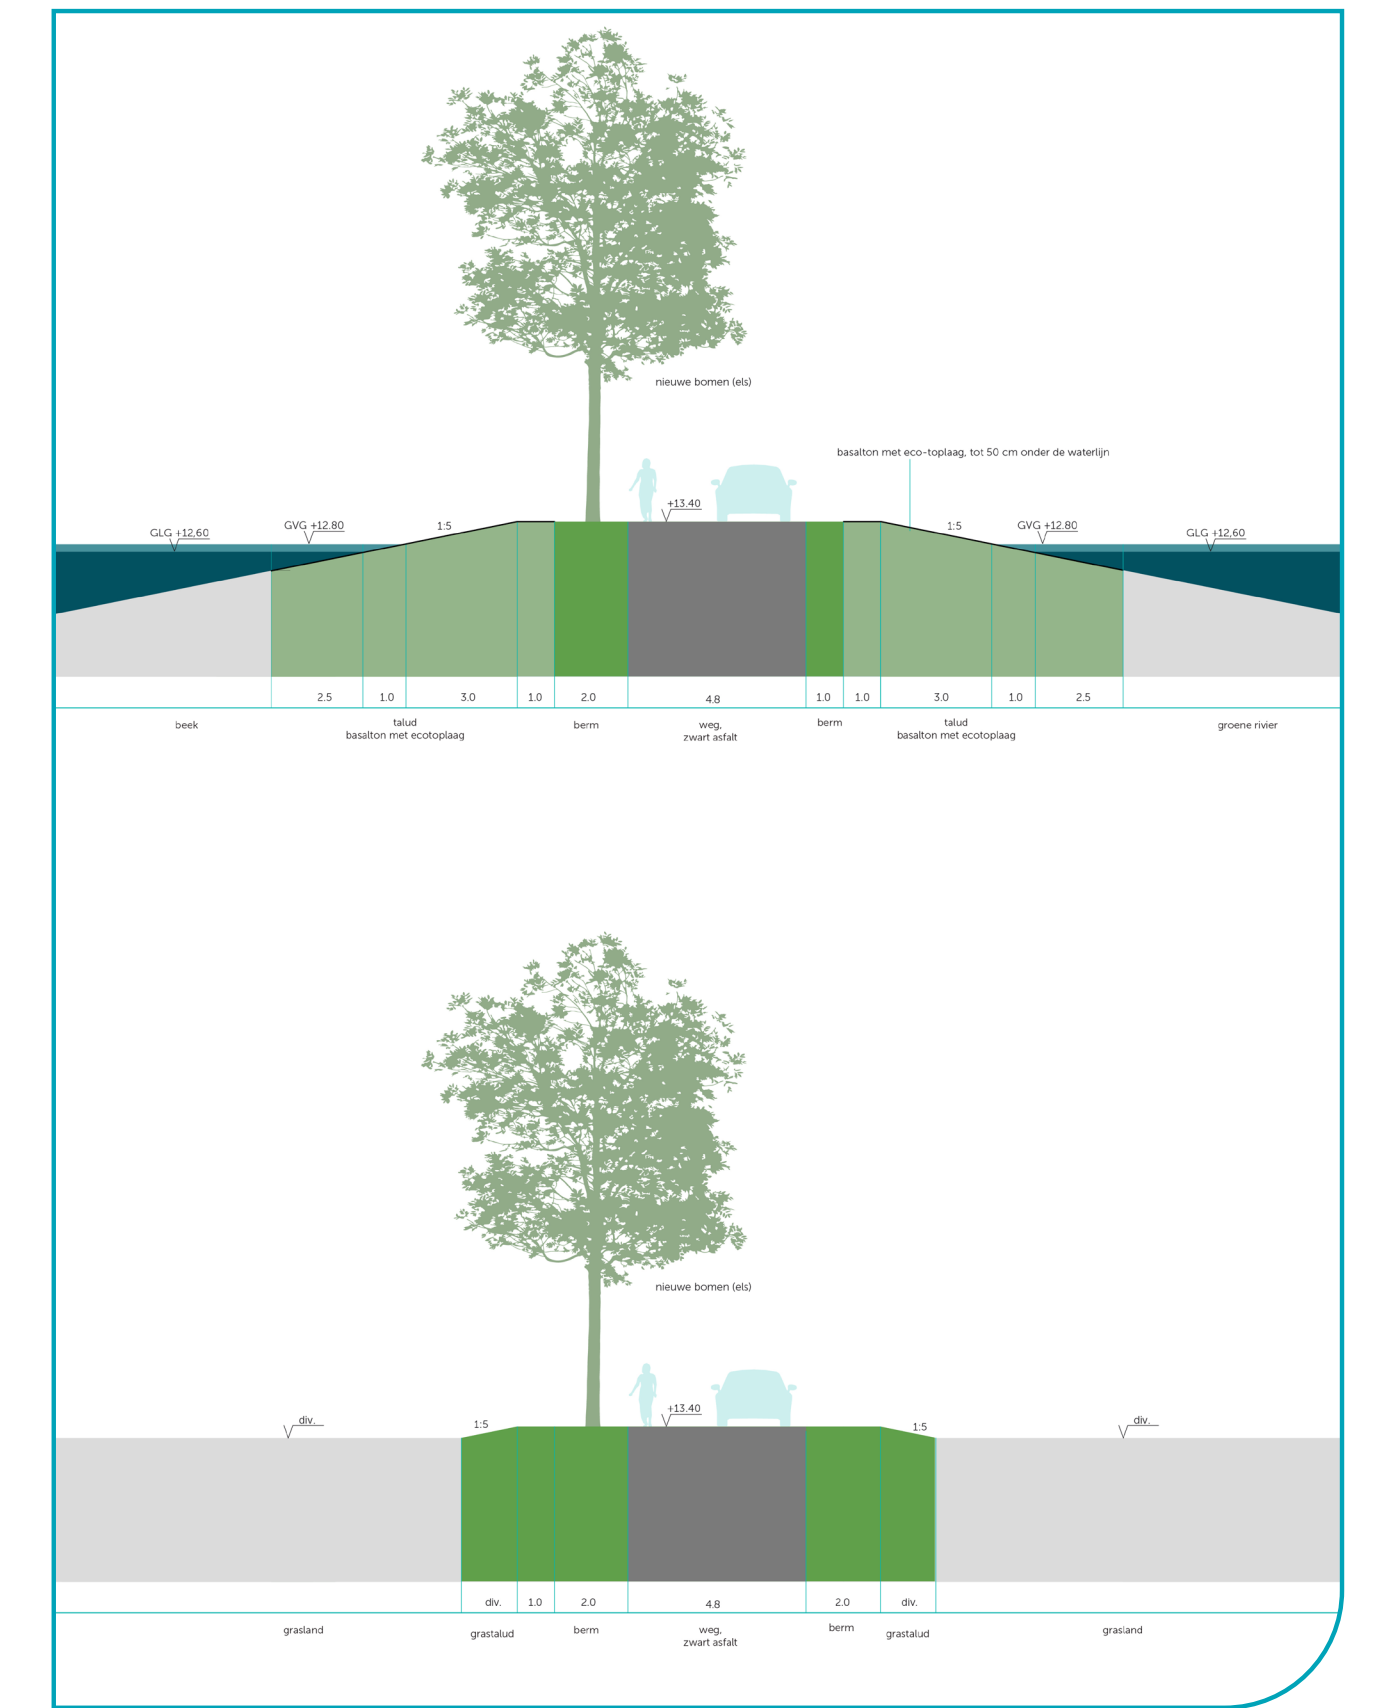 nieuwe bomen (els)
basalton met eco-toplaag, tot 50 cm onder de waterlijn
+13.40
GLG +12,60
GVG +12.80
1:5
1:5
GVG +12.80
GLG +12,60
2.5
1.0
3.0
1.0
2.0
4.8
1.0
1.0
3.0
1.0
2.5
beek
talud
basalton met ecotoplaag
berm
weg,
zwart asfalt
berm
talud
basalton met ecotoplaag
groene rivier
nieuwe bomen (els)
+13.40
div.
1:5
1:5
div.
div.
1.0
2.0
4.8
2.0
div.
grasland
grastalud
berm
weg,
zwart asfalt
berm
grastalud
grasland